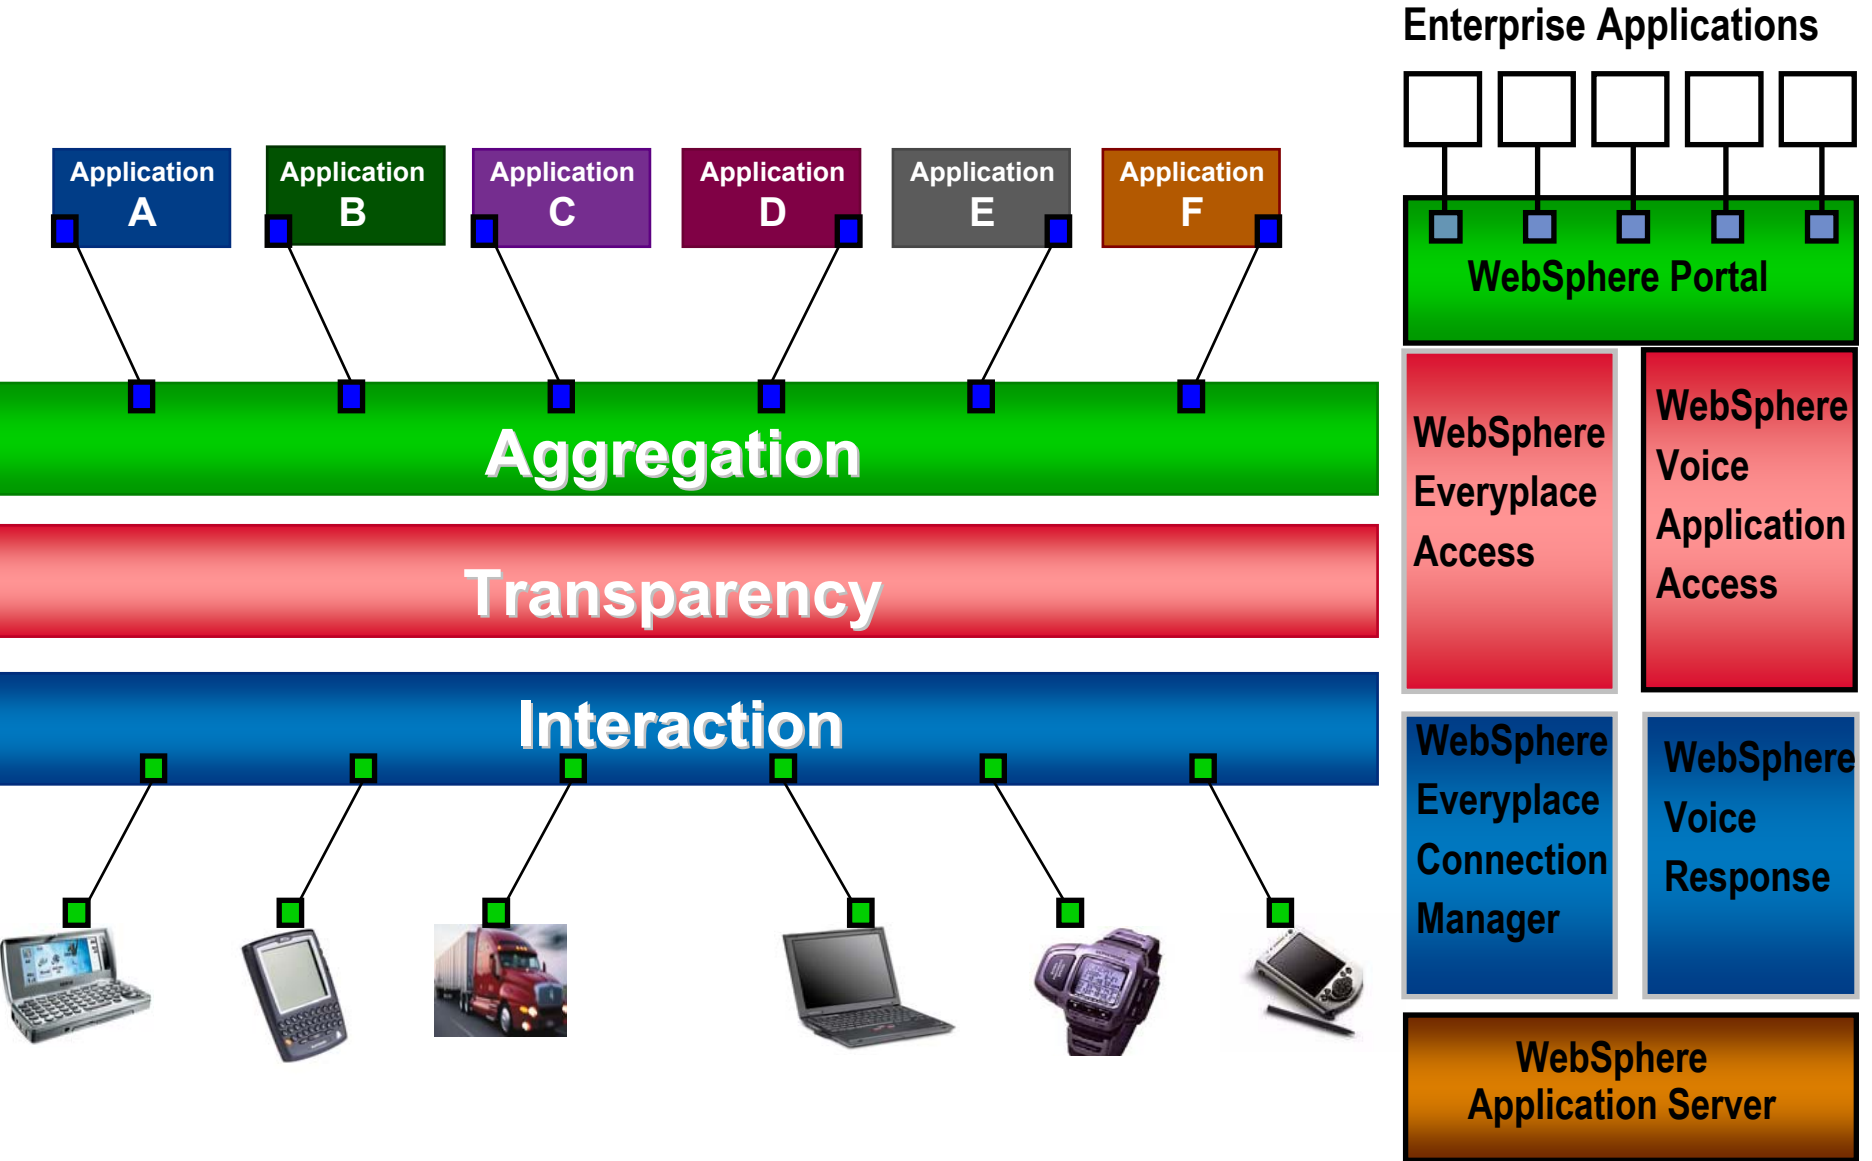 Enterprise Applications
Application
A
Application
B
Application
C
Application
D
Application
E
Application
F
Aggregation
Transparency
Interaction
WebSphere Portal
WebSphere
Everyplace
Access
WebSphere
Voice
Application
Access
WebSphere
Everyplace
Connection
Manager
WebSphere
Voice
Response
WebSphere
Application Server